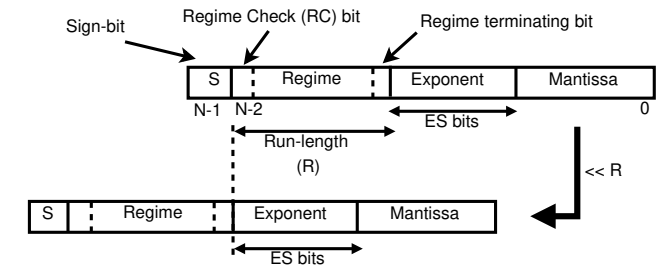 Sign-bit
Regime Check (RC) bit
Regime terminating bit
S Regime Exponent Mantissa
N-1 N-2 0
ES bits
Run-length
(R)
<< R
S Regime Exponent Mantissa
ES bits